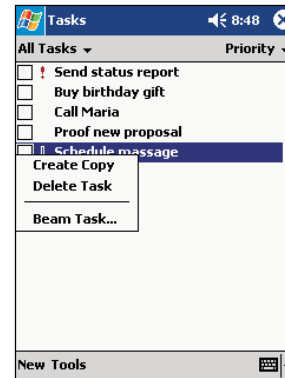 Tasks 8:48
All Tasks Priority
! Send status report
Buy birthday gift
Call Maria
Proof new proposal
Schedule massage
Create Copy
Delete Task
Beam Task...
New Tools